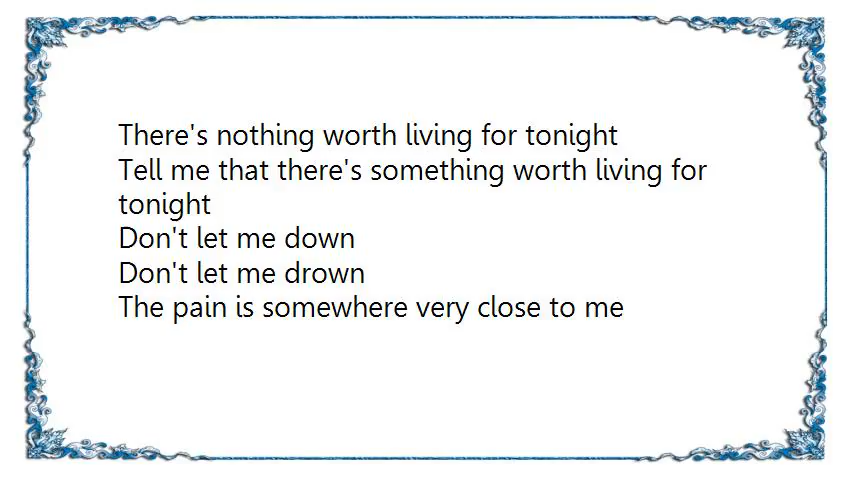 There's nothing worth living for tonight
Tell me that there's something worth living for
tonight
Don't let me down
Don't let me drown
The pain is somewhere very close to me